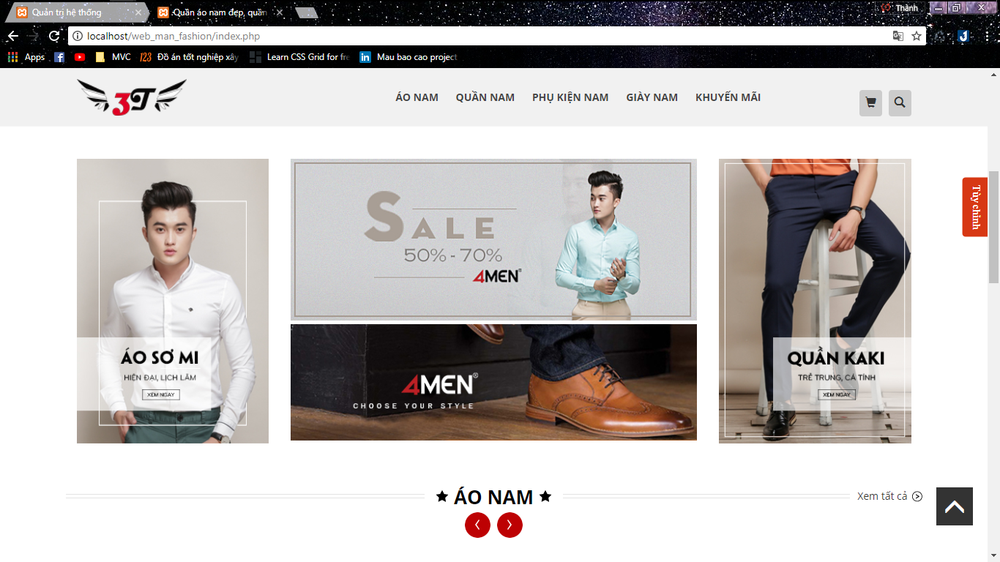 Quản trị hệ thống
Quần áo nam đẹp, quần
Thành
localhost/web_man_fashion/index.php
Apps
MVC
123
Đồ án tốt nghiệp xây
Learn CSS Grid for fre
in
Mau bao cao project
3T
ÁO NAM
QUẦN NAM
PHỤ KIỆN NAM
GIÀY NAM
KHUYẾN MÃI
ÁO SƠ MI
HIỆN ĐẠI, LỊCH LÃM
XEM NGAY
SALE
50% - 70%
4MEN
4MEN®
CHOOSE YOUR STYLE
QUẦN KAKI
TRẺ TRUNG, CÁ TÍNH
XEM NGAY
Tùy chỉnh
ÁO NAM
Xem tất cả